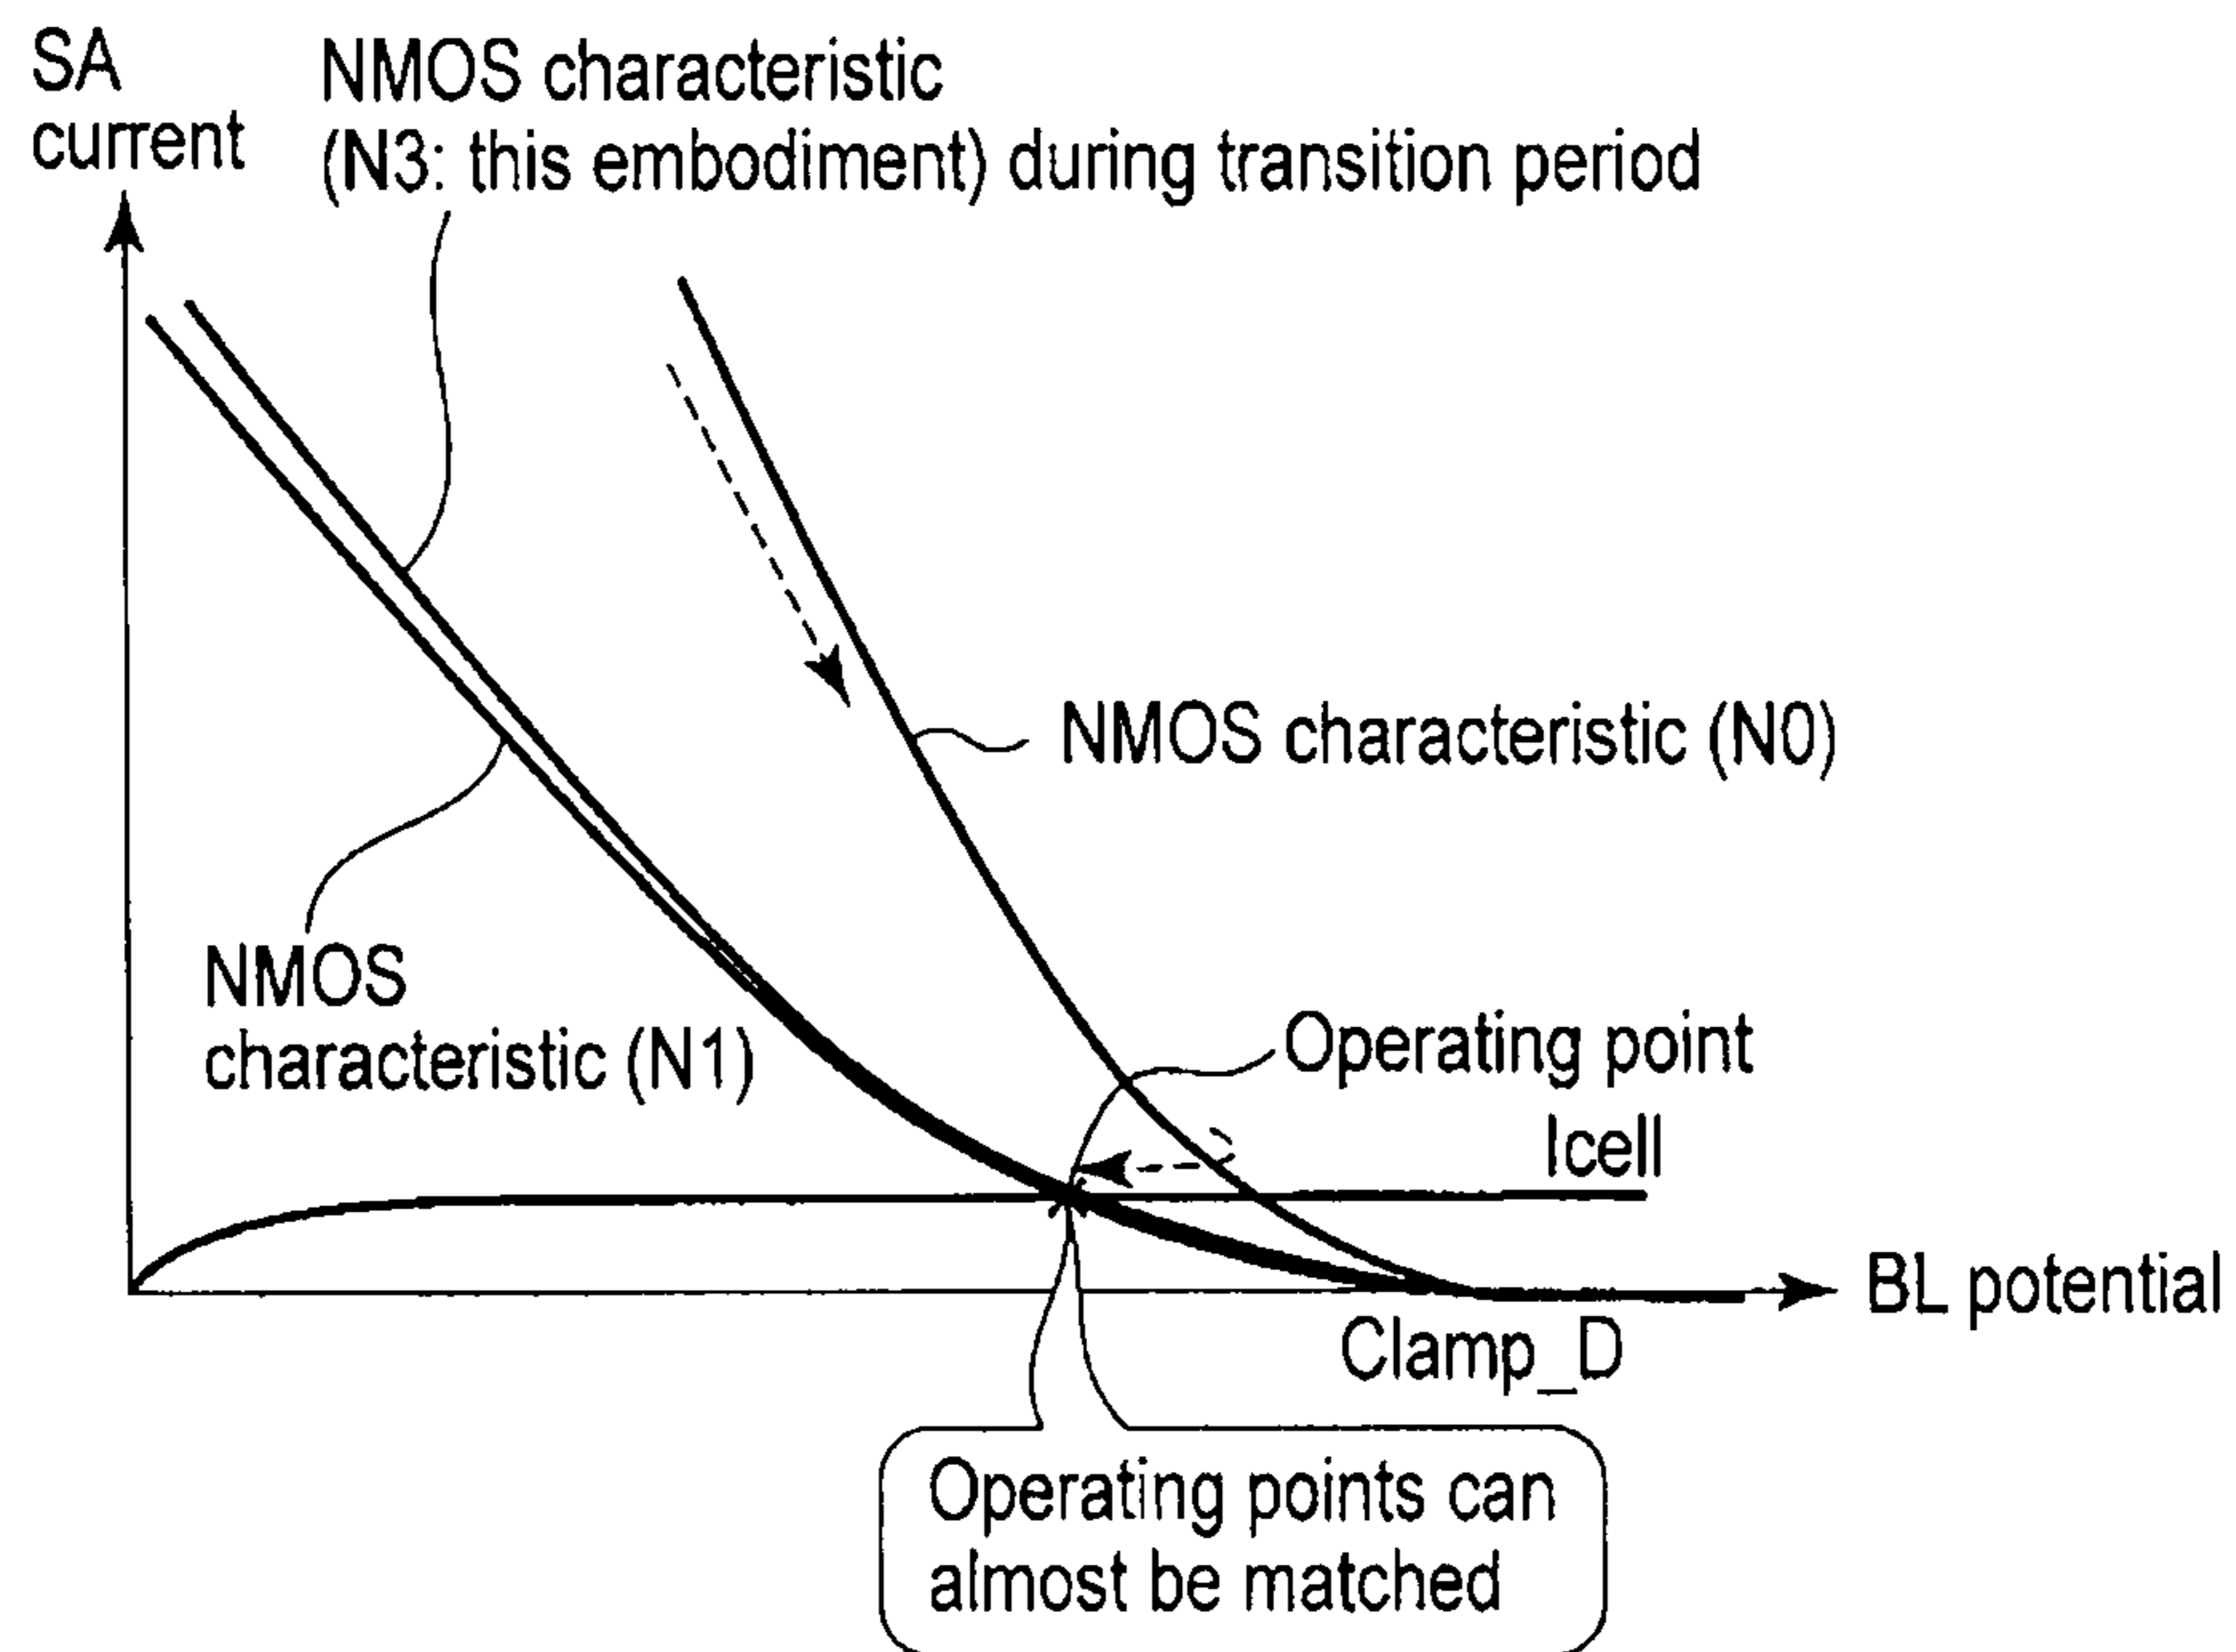 SA
current
NMOS characteristic
(N3: this embodiment) during transition period
NMOS characteristic (N0)
NMOS
characteristic (N1)
Operating point
Icell
BL potential
Clamp_D
Operating points can
almost be matched